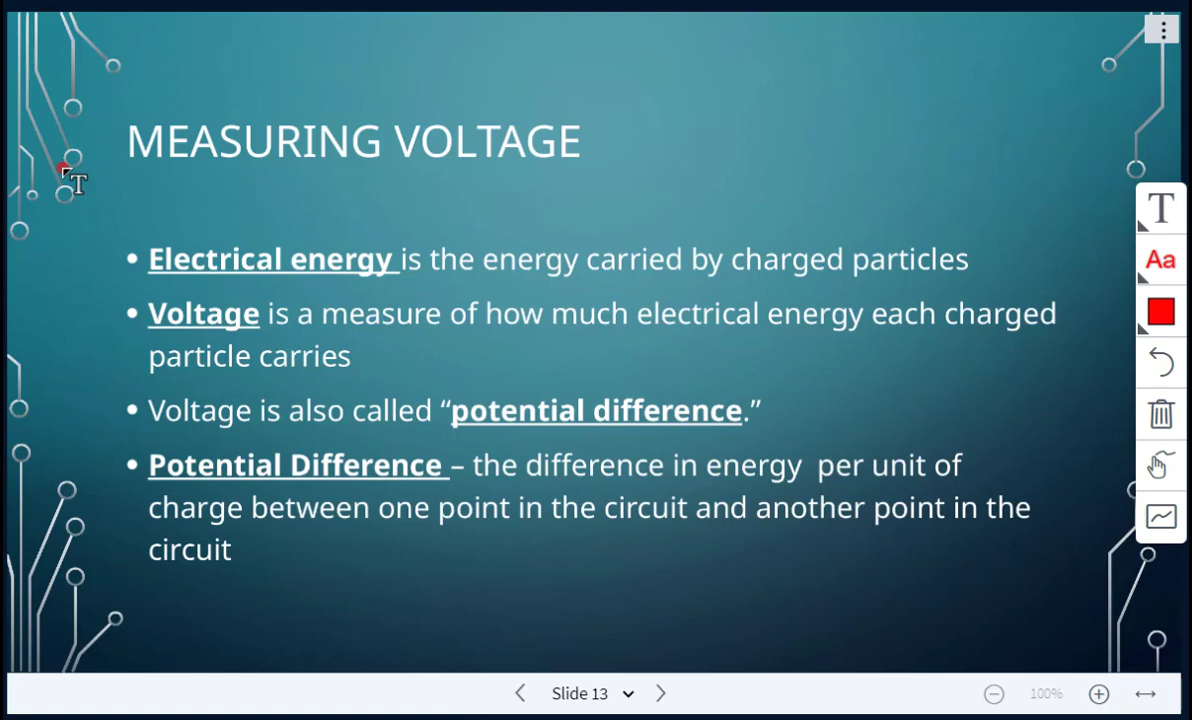 MEASURING VOLTAGE
• Electrical energy is the energy carried by charged particles
• Voltage is a measure of how much electrical energy each charged
particle carries
• Voltage is also called “potential difference.”
• Potential Difference – the difference in energy  per unit of
charge between one point in the circuit and another point in the
circuit
T
T
Aa
Slide 13
100%